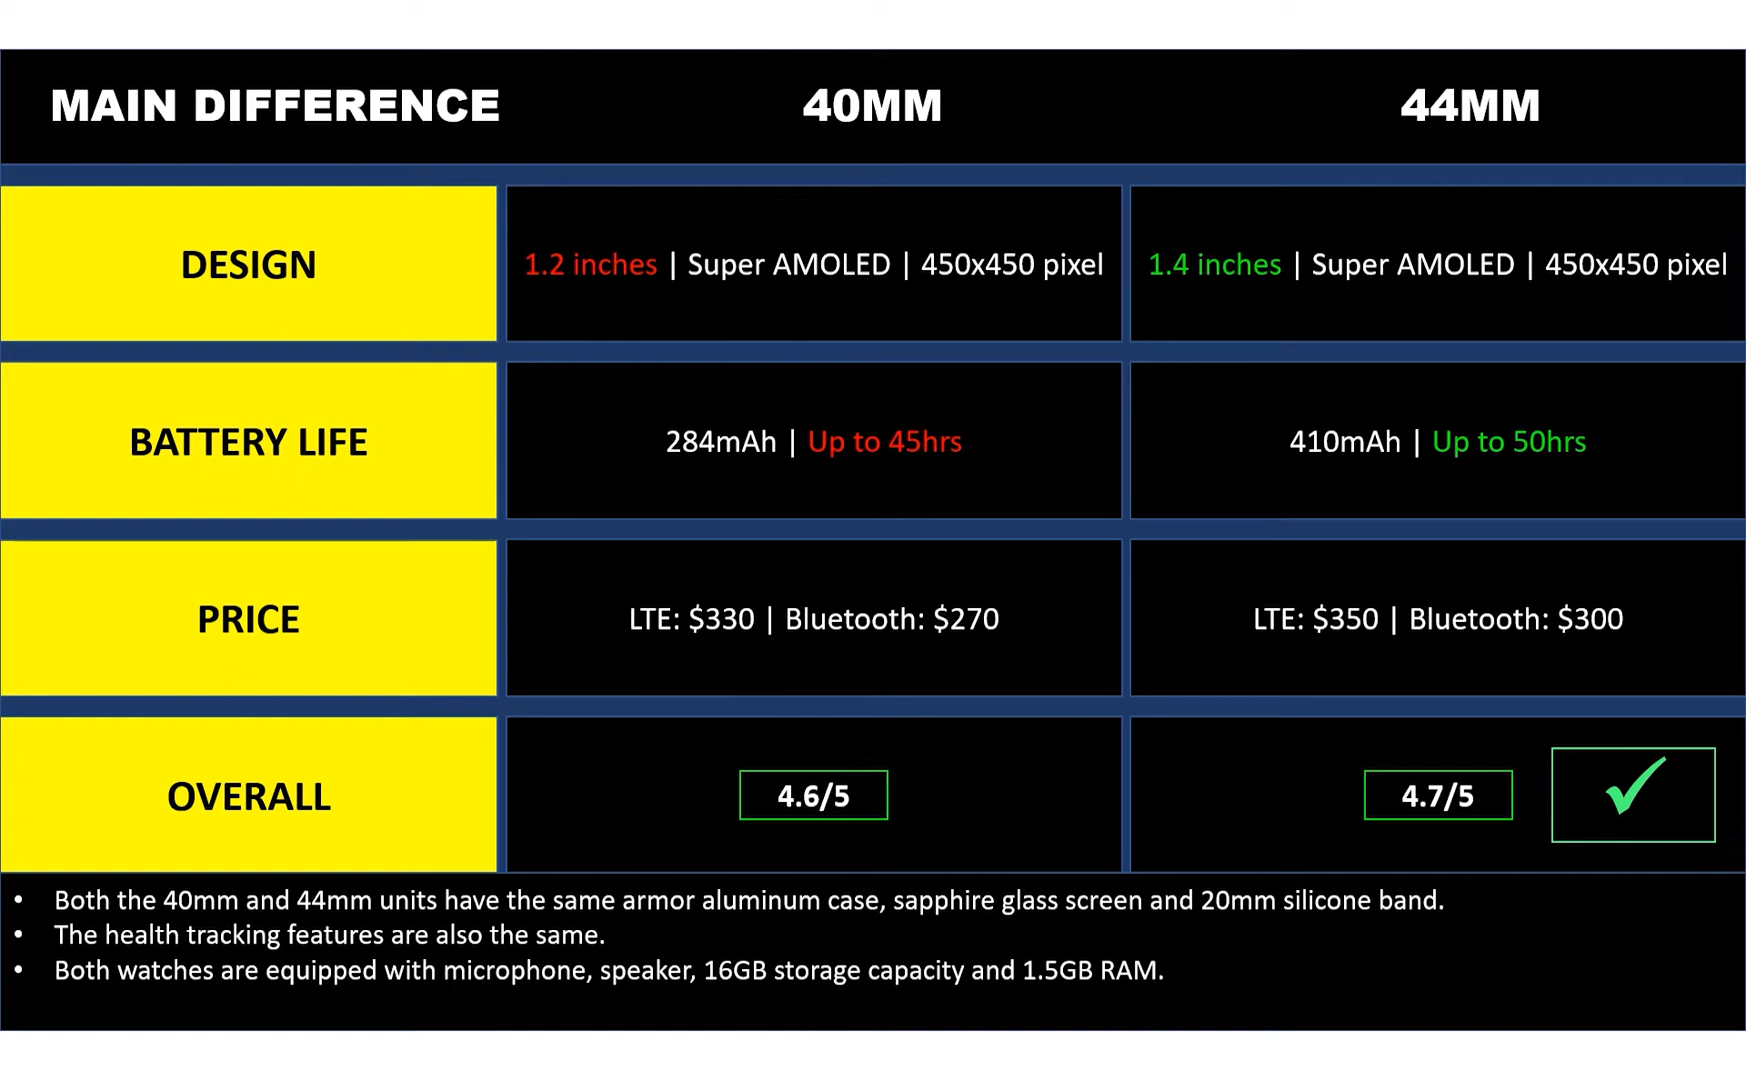 MAIN DIFFERENCE 40MM 44MM
DESIGN 1.2 inches | Super AMOLED | 450x450 pixel 1.4 inches | Super AMOLED | 450x450 pixel
BATTERY LIFE 284mAh | Up to 45hrs 410mAh | Up to 50hrs
PRICE LTE: $330 | Bluetooth: $270 LTE: $350 | Bluetooth: $300
OVERALL 4.6/5 4.7/5 ✓
• Both the 40mm and 44mm units have the same armor aluminum case, sapphire glass screen and 20mm silicone band.
• The health tracking features are also the same.
• Both watches are equipped with microphone, speaker, 16GB storage capacity and 1.5GB RAM.